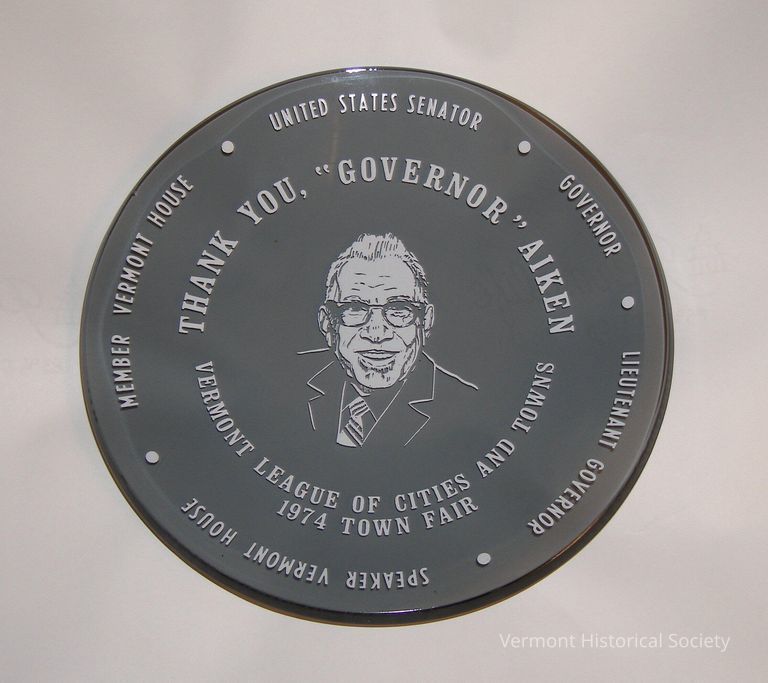 UNITED STATES SENATOR
GOVERNOR
LIEUTENANT GOVERNOR
SPEAKER VERMONT HOUSE
MEMBER VERMONT HOUSE
THANK YOU, “GOVERNOR” AIKEN
VERMONT LEAGUE OF CITIES AND TOWNS
1974 TOWN FAIR
Vermont Historical Society